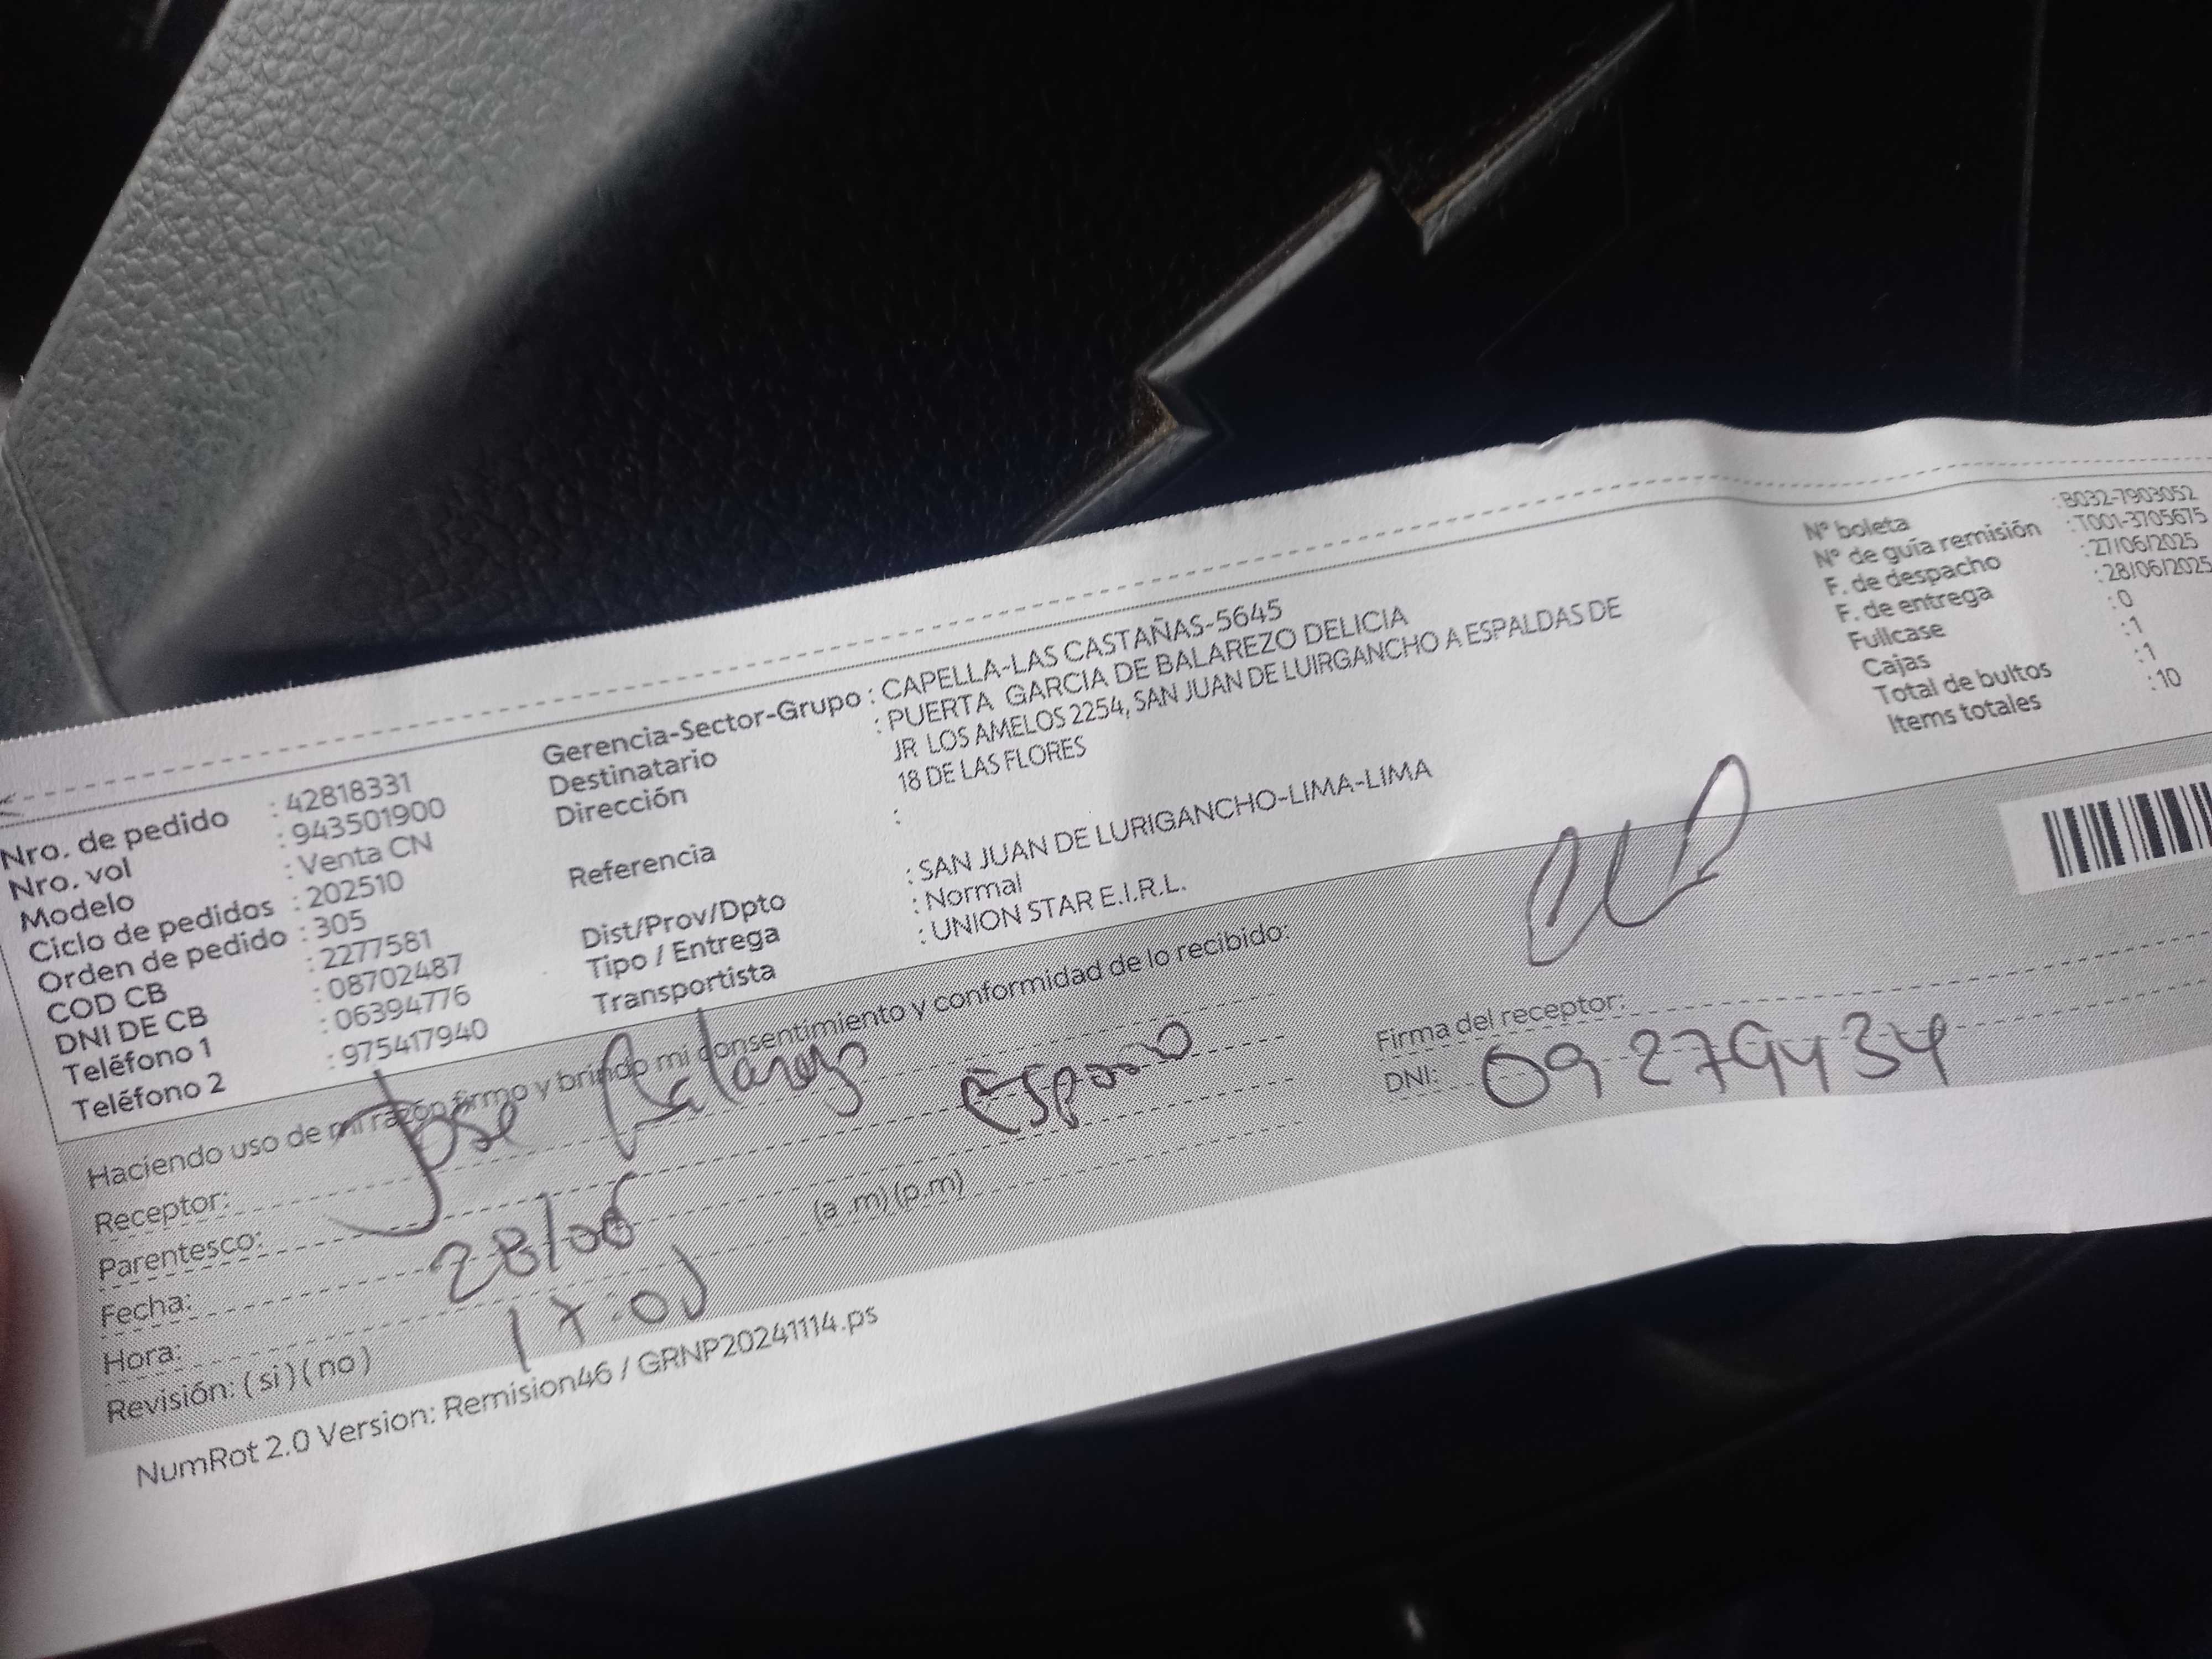 Nro. de pedido : 42818331
Nro. vol : 943501900
Modelo : Venta CN
Ciclo de pedidos : 202510
Orden de pedido : 305
COD CB : 2277581
DNI DE CB : 08702487
Teléfono 1 : 06394776
Teléfono 2 : 975417940
Gerencia-Sector-Grupo : CAPELLA-LAS CASTAÑAS-5645
Destinatario : PUERTA GARCIA DE BALAREZO DELICIA
Dirección JR LOS AMELOS 2254, SAN JUAN DE LUIRGANCHO A ESPALDAS DE
18 DE LAS FLORES
Referencia :
Dist/Prov/Dpto : SAN JUAN DE LURIGANCHO-LIMA-LIMA
Tipo / Entrega : Normal
Transportista : UNION STAR E.I.R.L.
N° boleta : B032-7903052
N° de guía remisión : T001-3705675
F. de despacho : 27/06/2025
F. de entrega : 28/06/2025
Fullcase : 0
Cajas : 1
Total de bultos : 1
Items totales : 10
Haciendo uso de mi razón firmo y brindo mi consentimiento y conformidad de lo recibido:
Receptor: Jose Balarezo
Parentesco: Esposo
Fecha: 28/06
Hora: (a .m) (p.m)
Revisión: ( si ) ( no )
Firma del receptor:
DNI: 09279434
NumRot 2.0 Version: Remision46 / GRNP20241114.ps